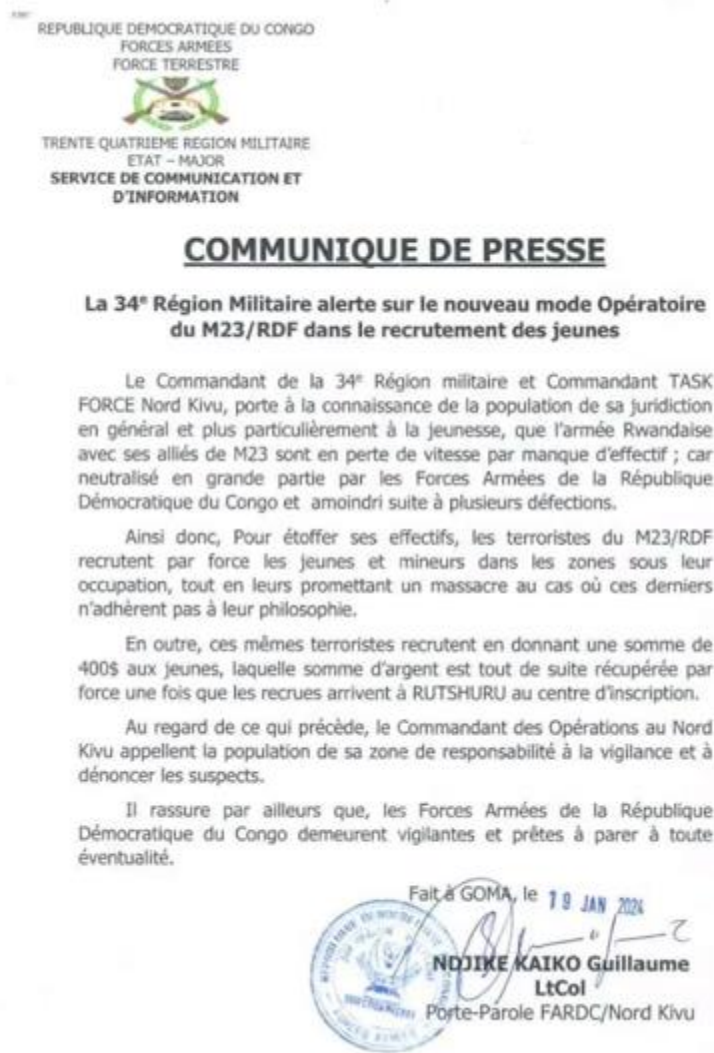 REPUBLIQUE DEMOCRATIQUE DU CONGO
FORCES ARMEES
FORCE TERRESTRE
TRENTE QUATRIEME REGION MILITAIRE
ETAT – MAJOR
SERVICE DE COMMUNICATION ET
D'INFORMATION
COMMUNIQUE DE PRESSE
La 34e Région Militaire alerte sur le nouveau mode Opératoire
du M23/RDF dans le recrutement des jeunes
Le Commandant de la 34e Région militaire et Commandant TASK
FORCE Nord Kivu, porte à la connaissance de la population de sa juridiction
en général et plus particulièrement à la jeunesse, que l'armée Rwandaise
avec ses alliés de M23 sont en perte de vitesse par manque d'effectif ; car
neutralisé en grande partie par les Forces Armées de la République
Démocratique du Congo et amoindri suite à plusieurs défections.
Ainsi donc, Pour étoffer ses effectifs, les terroristes du M23/RDF
recrutent par force les jeunes et mineurs dans les zones sous leur
occupation, tout en leurs promettant un massacre au cas où ces derniers
n'adhèrent pas à leur philosophie.
En outre, ces mêmes terroristes recrutent en donnant une somme de
400$ aux jeunes, laquelle somme d'argent est tout de suite récupérée par
force une fois que les recrues arrivent à RUTSHURU au centre d'inscription.
Au regard de ce qui précède, le Commandant des Opérations au Nord
Kivu appellent la population de sa zone de responsabilité à la vigilance et à
dénoncer les suspects.
Il rassure par ailleurs que, les Forces Armées de la République
Démocratique du Congo demeurent vigilantes et prêtes à parer à toute
éventualité.
Fait à GOMA, le 19 JAN 2024
NDJIKE KAIKO Guillaume
LtCol
Porte-Parole FARDC/Nord Kivu